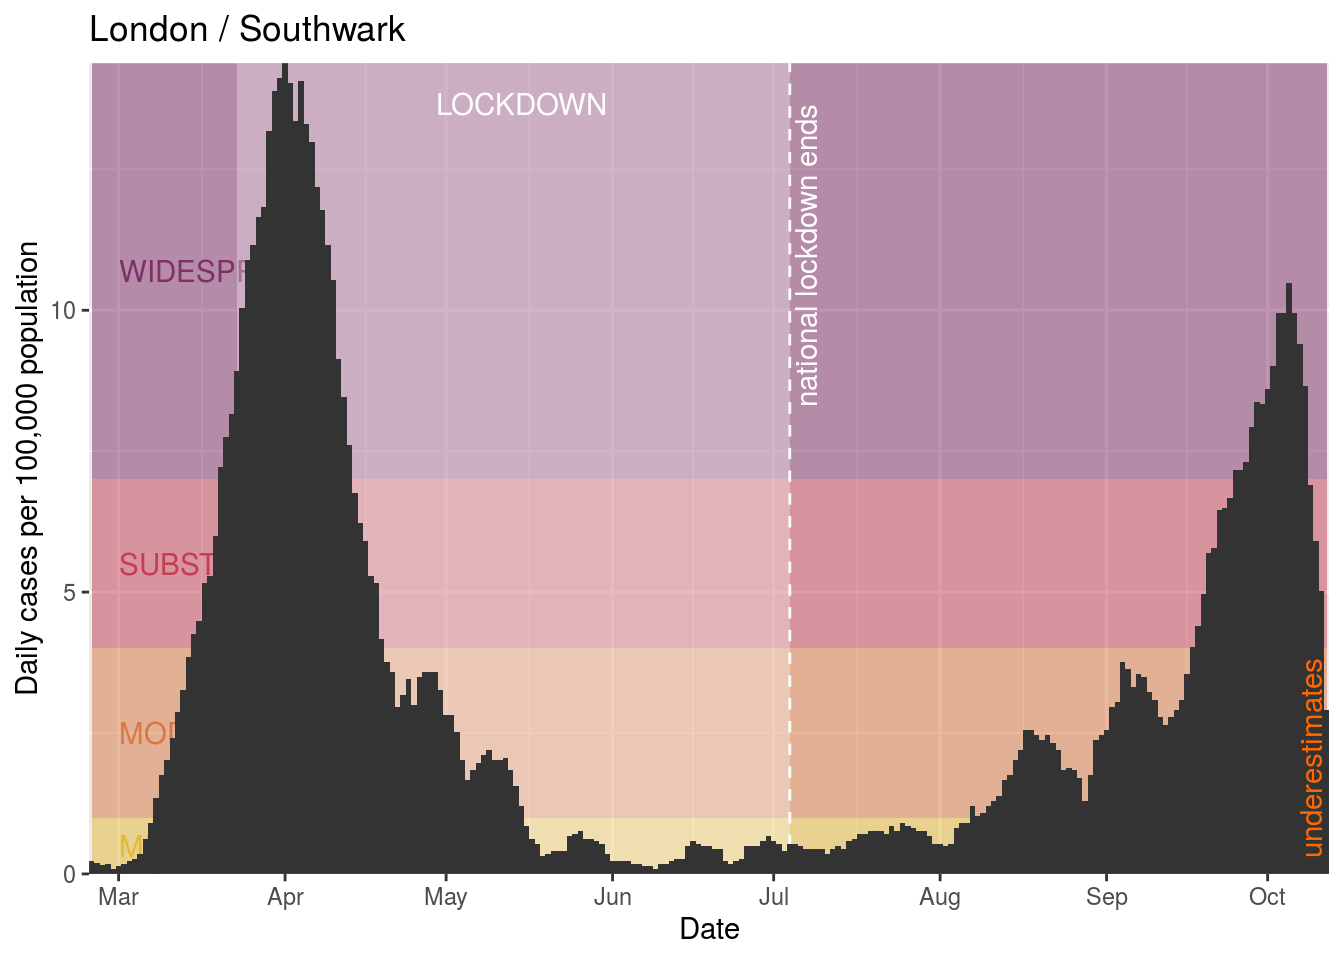 London / Southwark
LOCKDOWN
national lockdown ends
WIDESP
SUBST
MOD
M
underestimates
Daily cases per 100,000 population
10
5
0
Mar Apr May Jun Jul Aug Sep Oct
Date